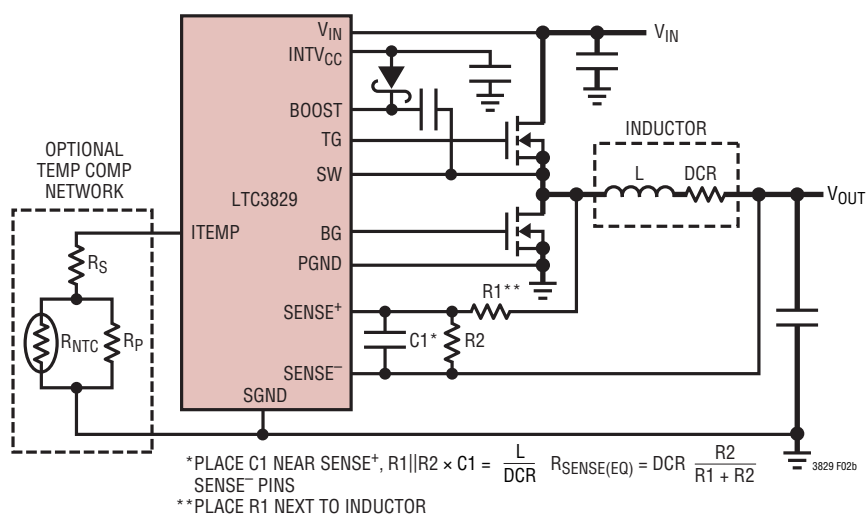 V_IN
V_IN
INTV_CC
BOOST
TG
SW
LTC3829
ITEMP
BG
PGND
SENSE+
SENSE–
SGND
OPTIONAL
TEMP COMP
NETWORK
R_S
R_NTC
R_P
INDUCTOR
L
DCR
V_OUT
R1**
C1*
R2
*PLACE C1 NEAR SENSE+, R1||R2 × C1 = L/DCR R_SENSE(EQ) = DCR R2/(R1 + R2)
SENSE– PINS
**PLACE R1 NEXT TO INDUCTOR
3829 F02b